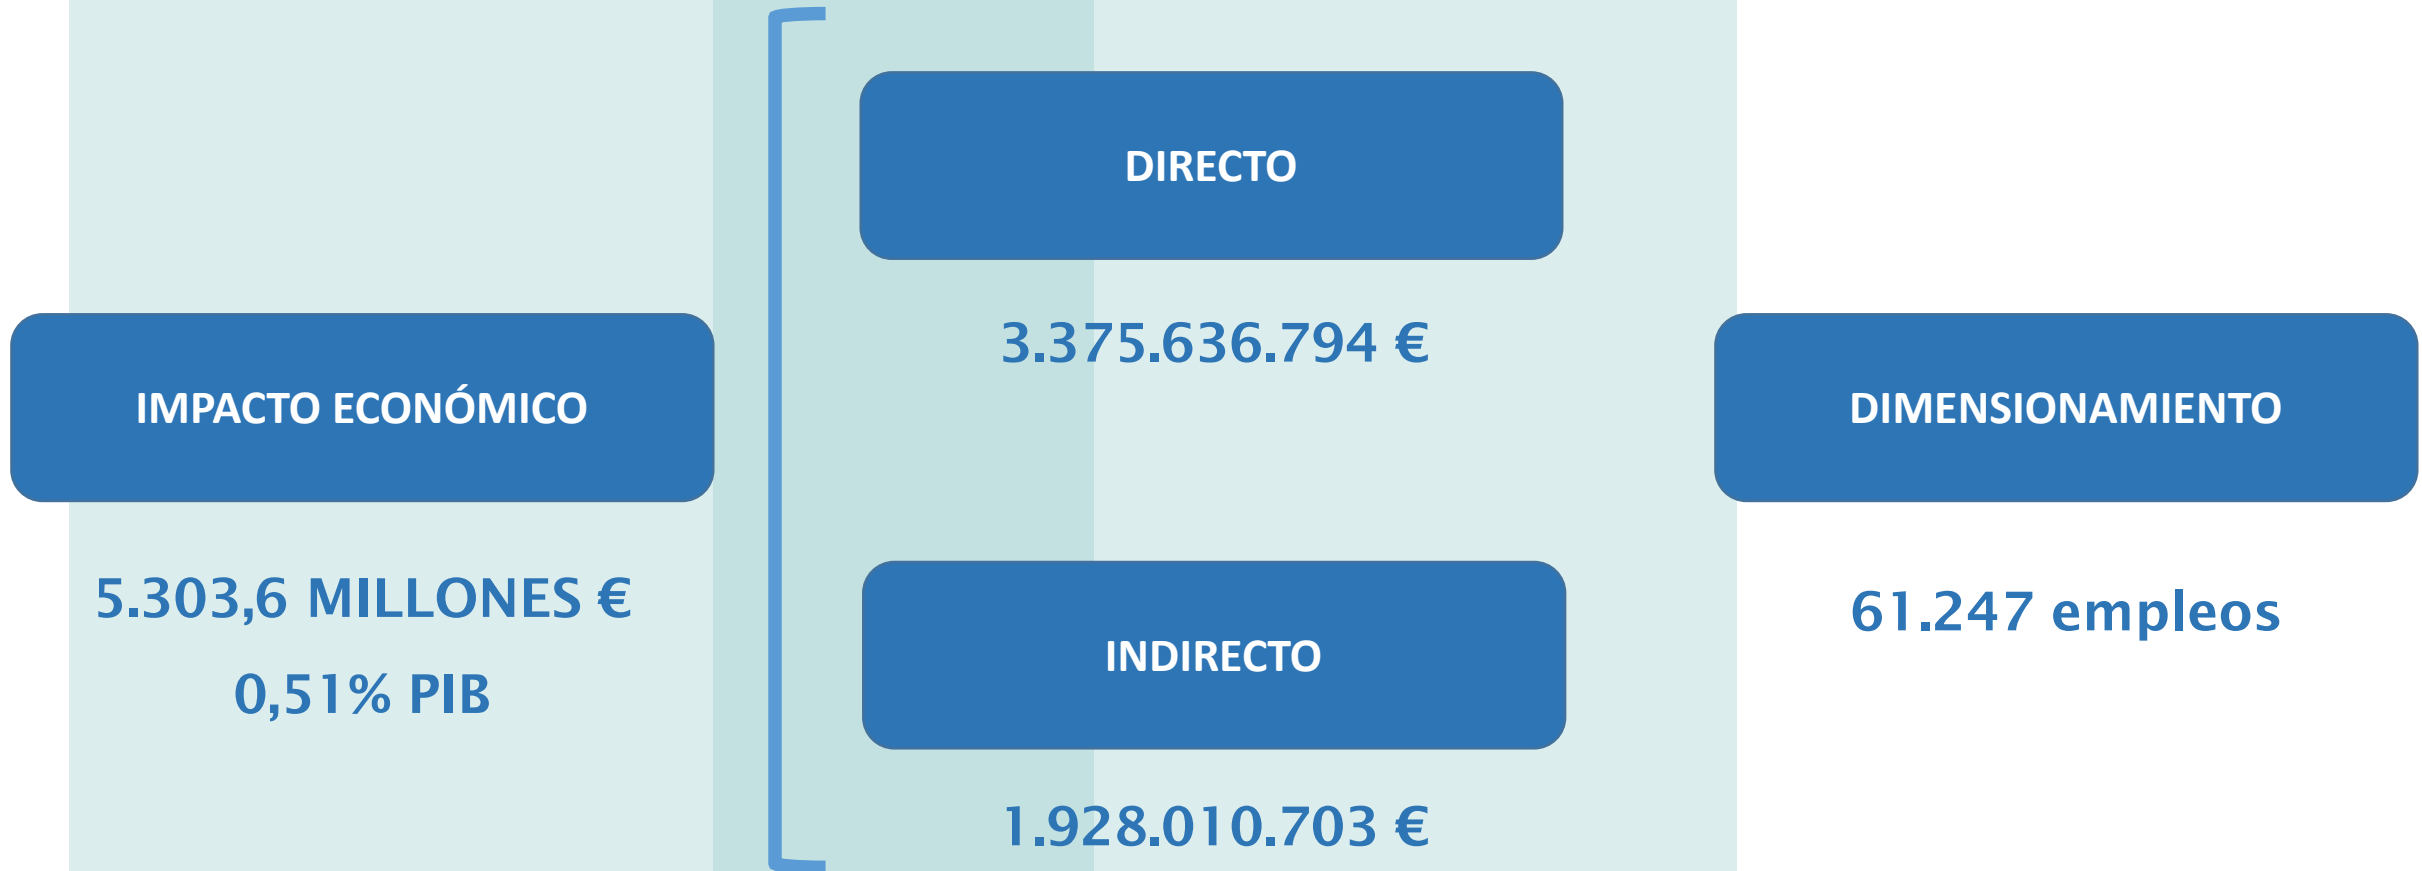 IMPACTO ECONÓMICO
5.303,6 MILLONES €
0,51% PIB
DIRECTO
3.375.636.794 €
INDIRECTO
1.928.010.703 €
DIMENSIONAMIENTO
61.247 empleos